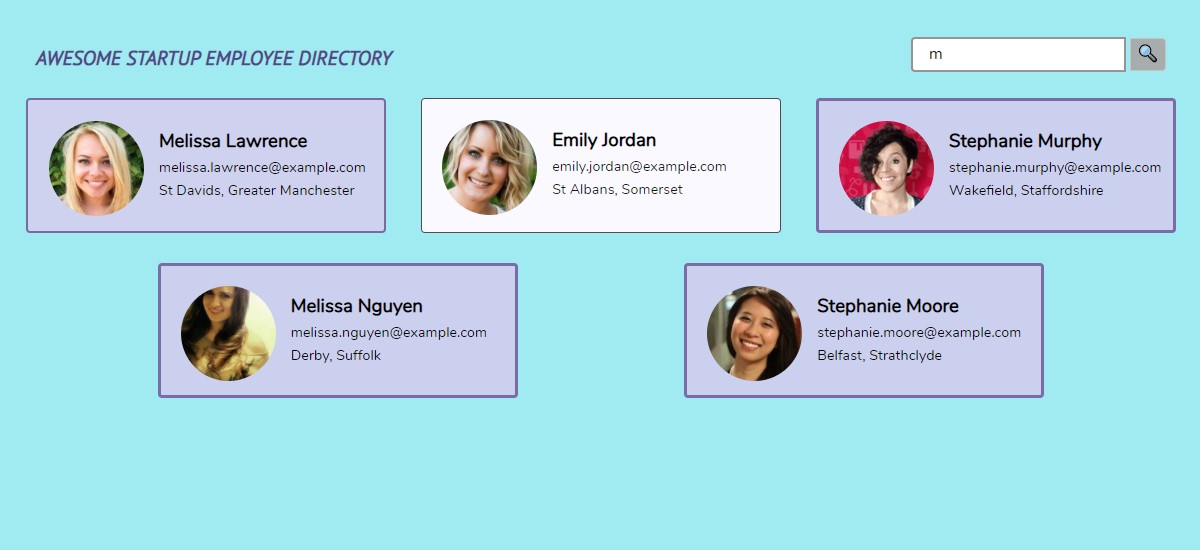 AWESOME STARTUP EMPLOYEE DIRECTORY
m
Melissa Lawrence
melissa.lawrence@example.com
St Davids, Greater Manchester
Emily Jordan
emily.jordan@example.com
St Albans, Somerset
Stephanie Murphy
stephanie.murphy@example.com
Wakefield, Staffordshire
Melissa Nguyen
melissa.nguyen@example.com
Derby, Suffolk
Stephanie Moore
stephanie.moore@example.com
Belfast, Strathclyde